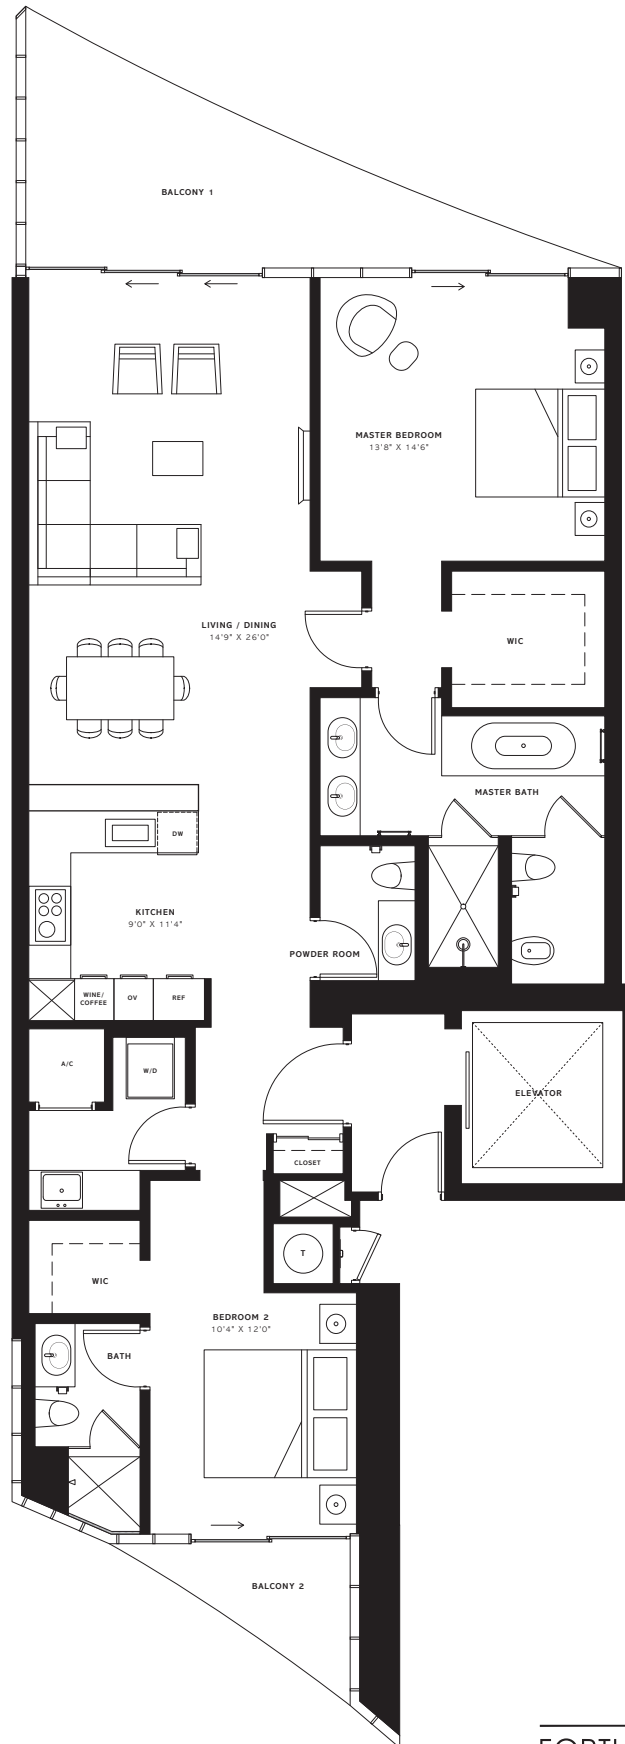 BALCONY 1
MASTER BEDROOM
13'8" X 14'6"
LIVING / DINING
14'9" X 26'0"
WIC
MASTER BATH
DW
KITCHEN
9'0" X 11'4"
POWDER ROOM
WINE/
COFFEE
OV
REF
A/C
W/D
ELEVATOR
CLOSET
T
WIC
BEDROOM 2
10'4" X 12'0"
BATH
BALCONY 2